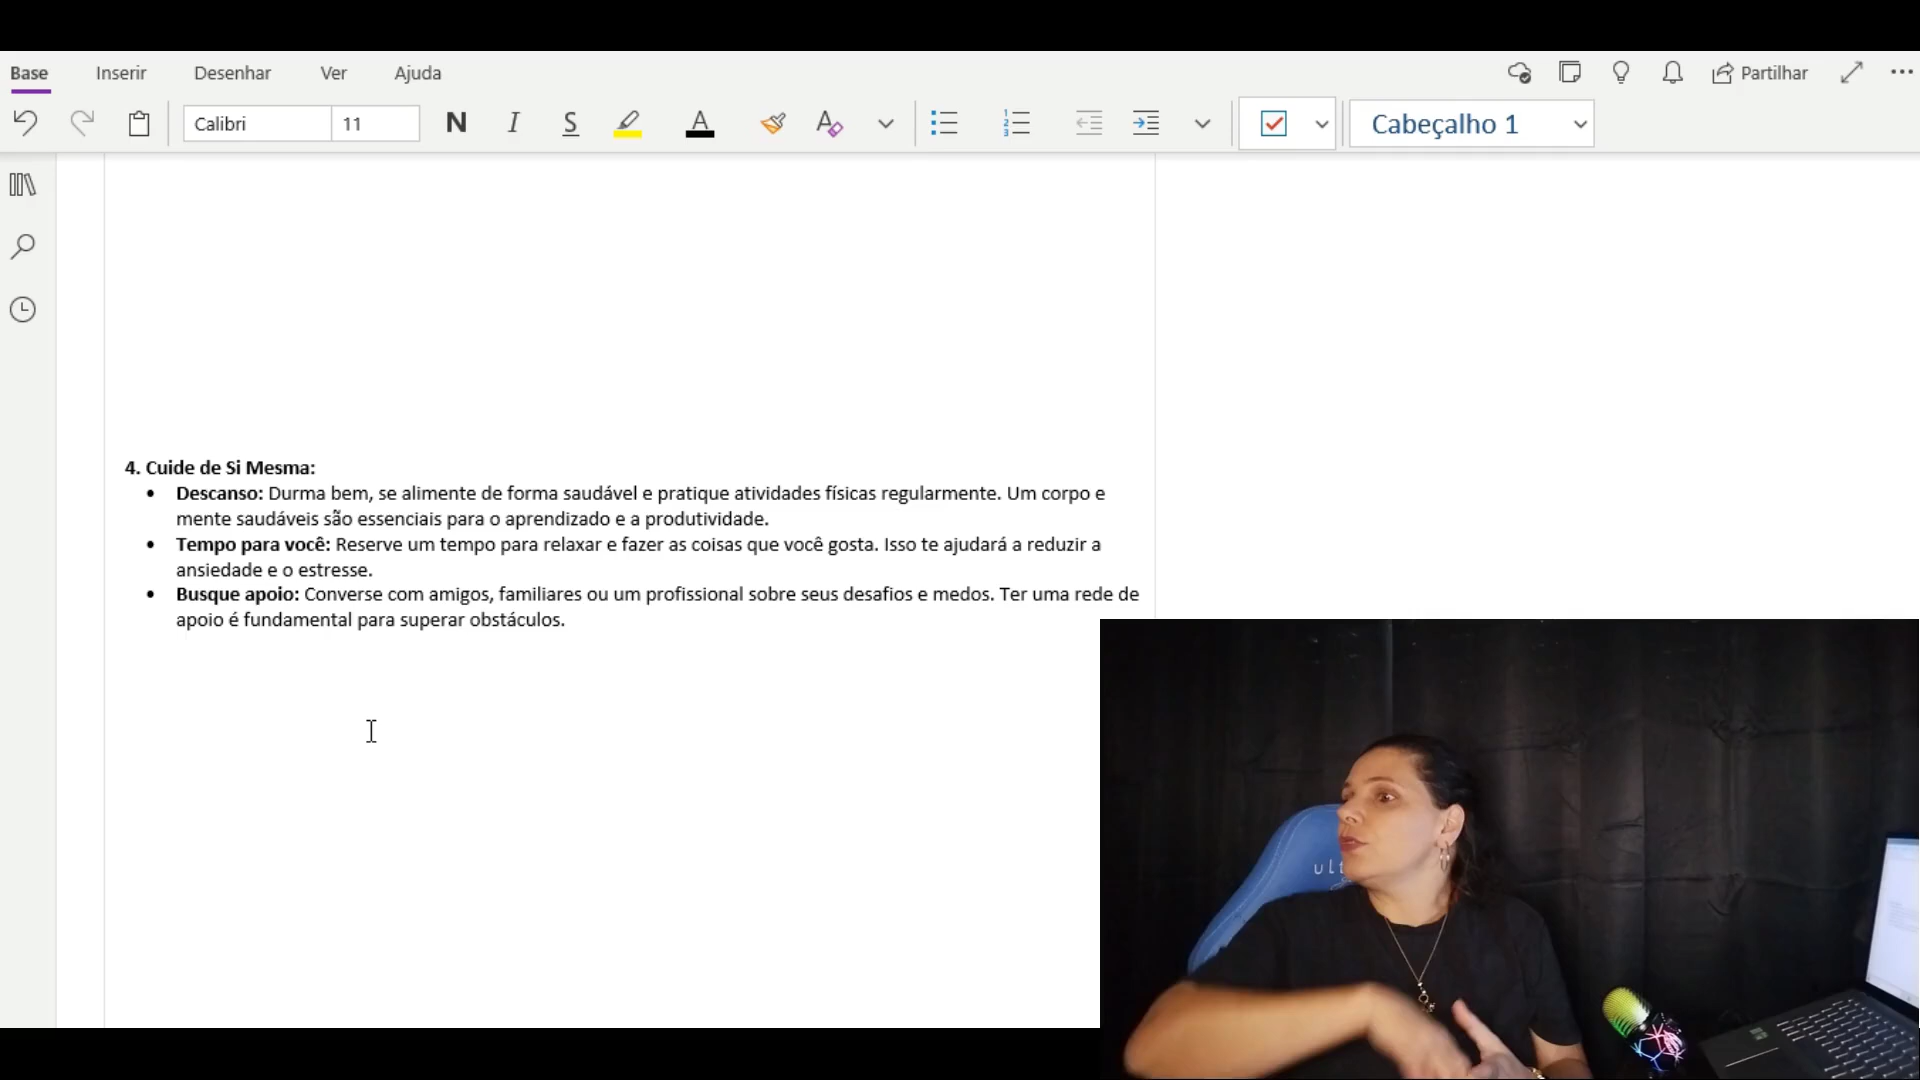 Base Inserir Desenhar Ver Ajuda Partilhar
Calibri 11 N I S A A Cabeçalho 1
4. Cuide de Si Mesma:
• Descanso: Durma bem, se alimente de forma saudável e pratique atividades físicas regularmente. Um corpo e
mente saudáveis são essenciais para o aprendizado e a produtividade.
• Tempo para você: Reserve um tempo para relaxar e fazer as coisas que você gosta. Isso te ajudará a reduzir a
ansiedade e o estresse.
• Busque apoio: Converse com amigos, familiares ou um profissional sobre seus desafios e medos. Ter uma rede de
apoio é fundamental para superar obstáculos.